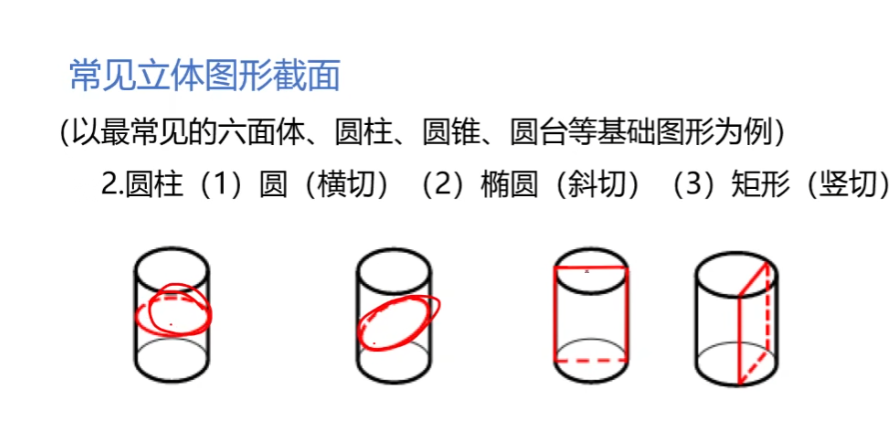 常见立体图形截面
（以最常见的六面体、圆柱、圆锥、圆台等基础图形为例）
2.圆柱（1）圆（横切）（2）椭圆（斜切）（3）矩形（竖切）